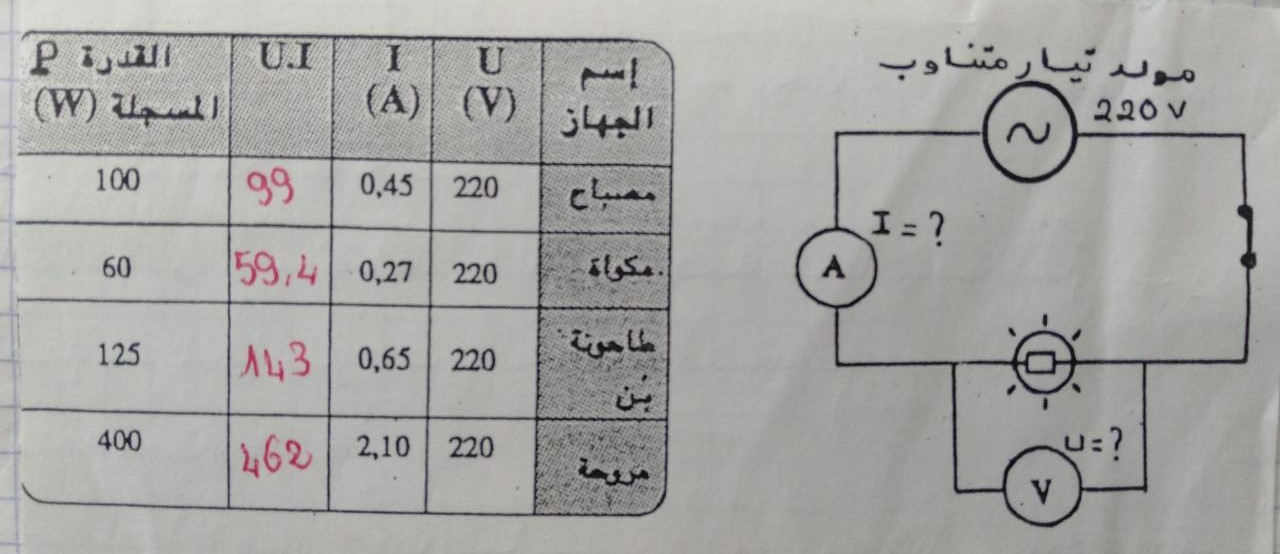 إسم الجهاز | U (V) | I (A) | U.I | القدرة P المسجلة (W)
مصباح | 220 | 0,45 | 99 | 100
مكواة | 220 | 0,27 | 59,4 | 60
طاحونة بُن | 220 | 0,65 | 143 | 125
مروحة | 220 | 2,10 | 462 | 400
مولد تيار متناوب
220 V
~
I = ?
A
U = ?
V